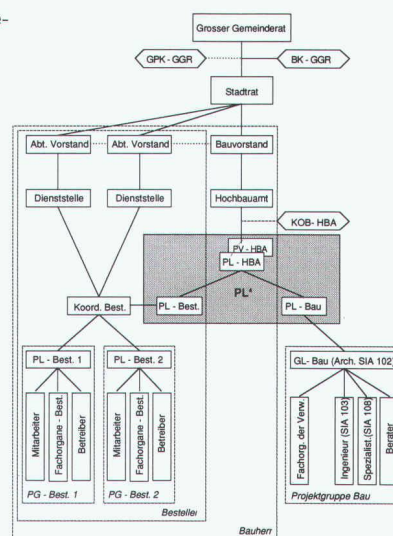 e-
Grosser Gemeinderat
GPK - GGR
BK - GGR
Stadtrat
Abt. Vorstand
Abt. Vorstand
Bauvorstand
Dienststelle
Dienststelle
Hochbauamt
KOB- HBA
PV - HBA
PL - HBA
PL*
Koord. Best.
PL - Best.
PL - Bau
PL - Best. 1
PL - Best. 2
GL- Bau (Arch. SIA 102)
Mitarbeiter
Fachorgane - Best.
Betreiber
Mitarbeiter
Fachorgane - Best.
Betreiber
Fachorg. der Verw.
Ingenieur (SIA 103)
Spezialist.(SIA 108)
Berater
PG - Best. 1
PG - Best. 2
Projektgruppe Bau
Besteller
Bauherr